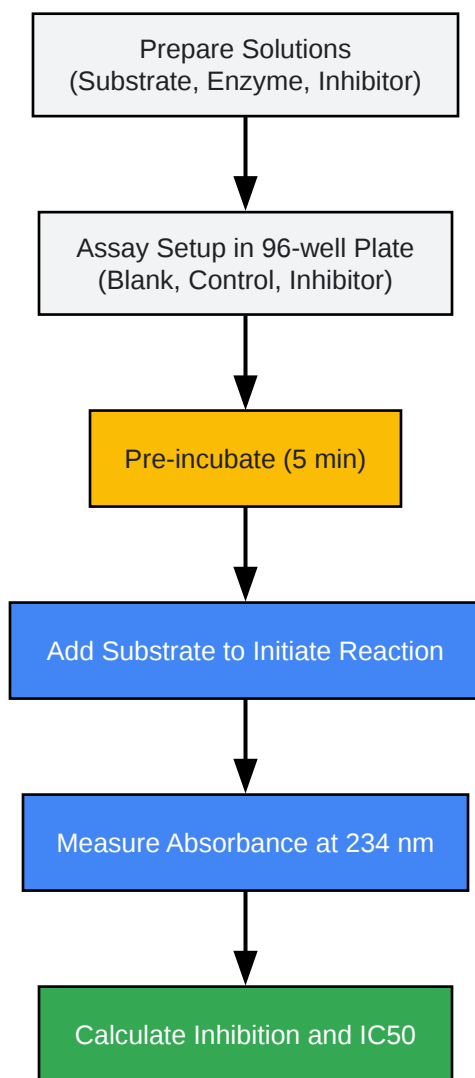 Prepare Solutions
(Substrate, Enzyme, Inhibitor)
Assay Setup in 96-well Plate
(Blank, Control, Inhibitor)
Pre-incubate (5 min)
Add Substrate to Initiate Reaction
Measure Absorbance at 234 nm
Calculate Inhibition and IC50